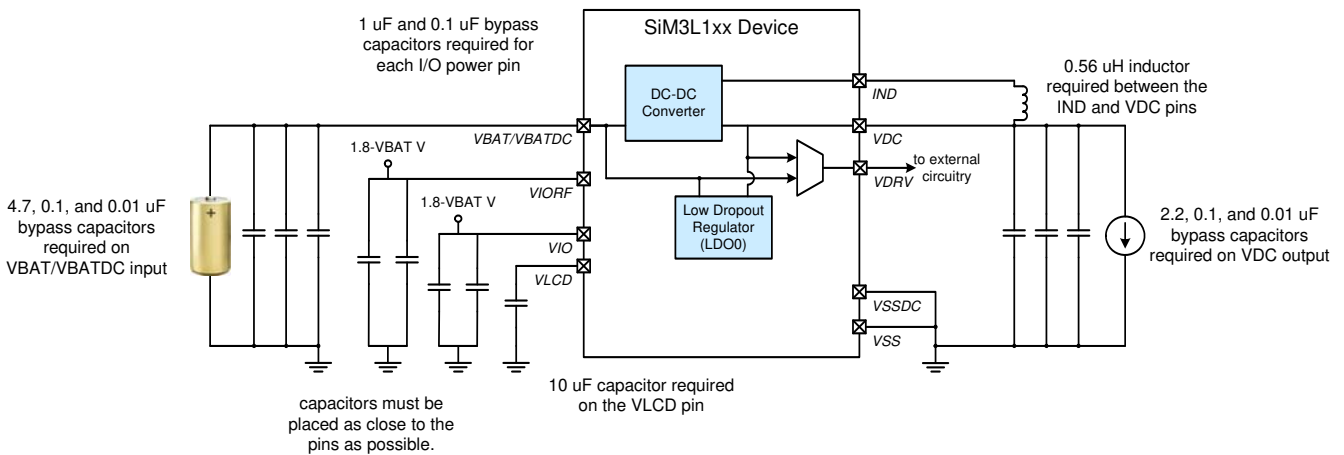 1 uF and 0.1 uF bypass
capacitors required for
each I/O power pin
SiM3L1xx Device
DC-DC
Converter
IND
0.56 uH inductor
required between the
IND and VDC pins
VBAT/VBATDC
VDC
1.8-VBAT V
VIORF
VDRV
to external
circuitry
1.8-VBAT V
VIO
Low Dropout
Regulator
(LDO0)
VLCD
+
4.7, 0.1, and 0.01 uF
bypass capacitors
required on
VBAT/VBATDC input
2.2, 0.1, and 0.01 uF
bypass capacitors
required on VDC output
VSSDC
VSS
10 uF capacitor required
on the VLCD pin
capacitors must be
placed as close to the
pins as possible.